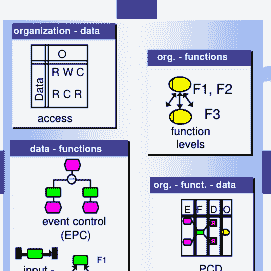 organization - data
O
Data
R W C
R C R
access
org. - functions
F1, F2
F3
function
levels
data - functions
event control
(EPC)
F1
input -
org. - funct. - data
E F D O
PCD